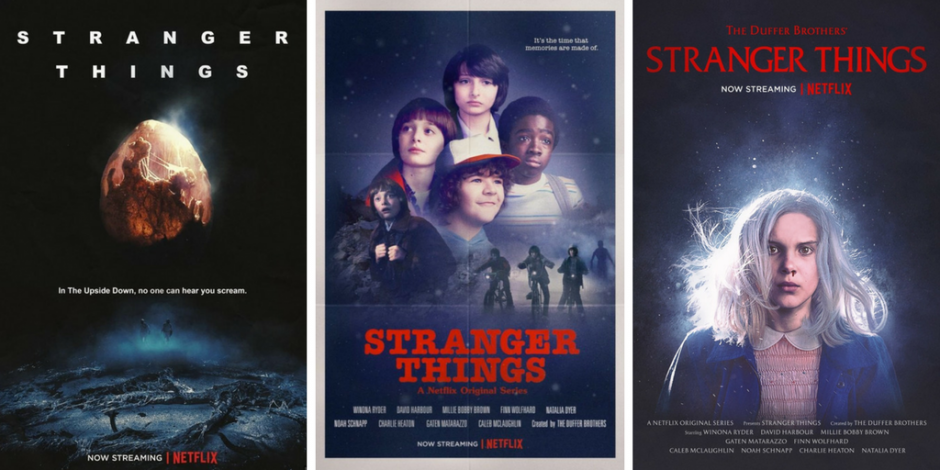 STRANGER
THINGS
In The Upside Down, no one can hear you scream.
NOW STREAMING | NETFLIX
It's the time that
memories are made of.
STRANGER
THINGS
A Netflix Original Series
WINONA RYDER DAVID HARBOUR MILLIE BOBBY BROWN FINN WOLFHARD NATALIA DYER
NOAH SCHNAPP CHARLIE HEATON GATEN MATARAZZO CALEB MCLAUGHLIN Created by THE DUFFER BROTHERS
NOW STREAMING | NETFLIX
THE DUFFER BROTHERS'
STRANGER THINGS
NOW STREAMING | NETFLIX
A NETFLIX ORIGINAL SERIES Presents STRANGER THINGS Created by THE DUFFER BROTHERS
Starring WINONA RYDER DAVID HARBOUR MILLIE BOBBY BROWN
GATEN MATARAZZO FINN WOLFHARD
CALEB MCLAUGHLIN NOAH SCHNAPP CHARLIE HEATON NATALIA DYER